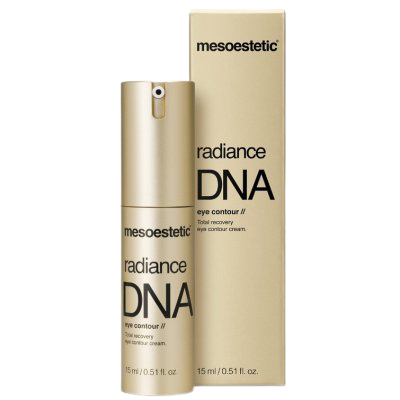 mesoestetic®
radiance
DNA
eye contour //
Total recovery
eye contour cream.
15 ml / 0.51 fl. oz.
mesoestetic®
radiance
DNA
eye contour //
Total recovery
eye contour cream.
15 ml / 0.51 fl. oz.